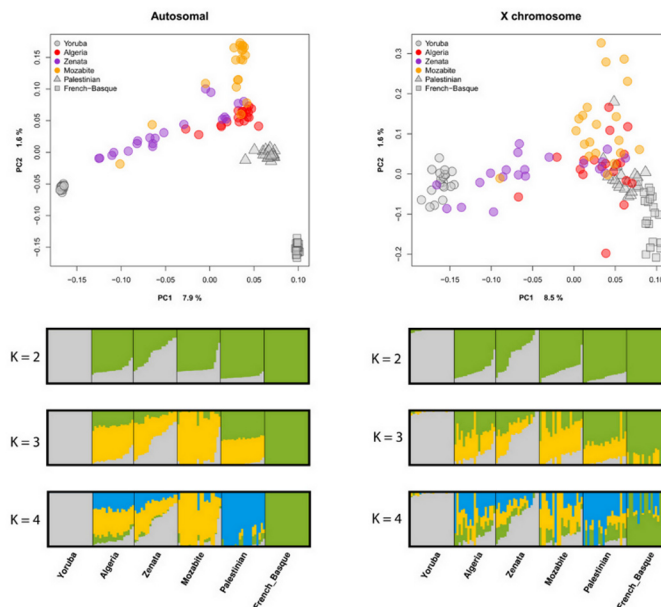 Autosomal
Yoruba
Algeria
Zenata
Mozabite
Palestinian
French-Basque
PC2 1.6 %
0.15
0.10
0.05
0.00
−0.05
−0.10
−0.15
−0.15
−0.10
−0.05
0.00
0.05
0.10
PC1 7.9 %
X chromosome
Yoruba
Algeria
Zenata
Mozabite
Palestinian
French-Basque
PC2 1.6 %
0.3
0.2
0.1
0.0
−0.1
−0.2
−0.15
−0.10
−0.05
0.00
0.05
0.10
PC1 8.5 %
K = 2
K = 3
K = 4
Yoruba
Algeria
Zenata
Mozabite
Palestinian
French_Basque
K = 2
K = 3
K = 4
Yoruba
Algeria
Zenata
Mozabite
Palestinian
French_Basque